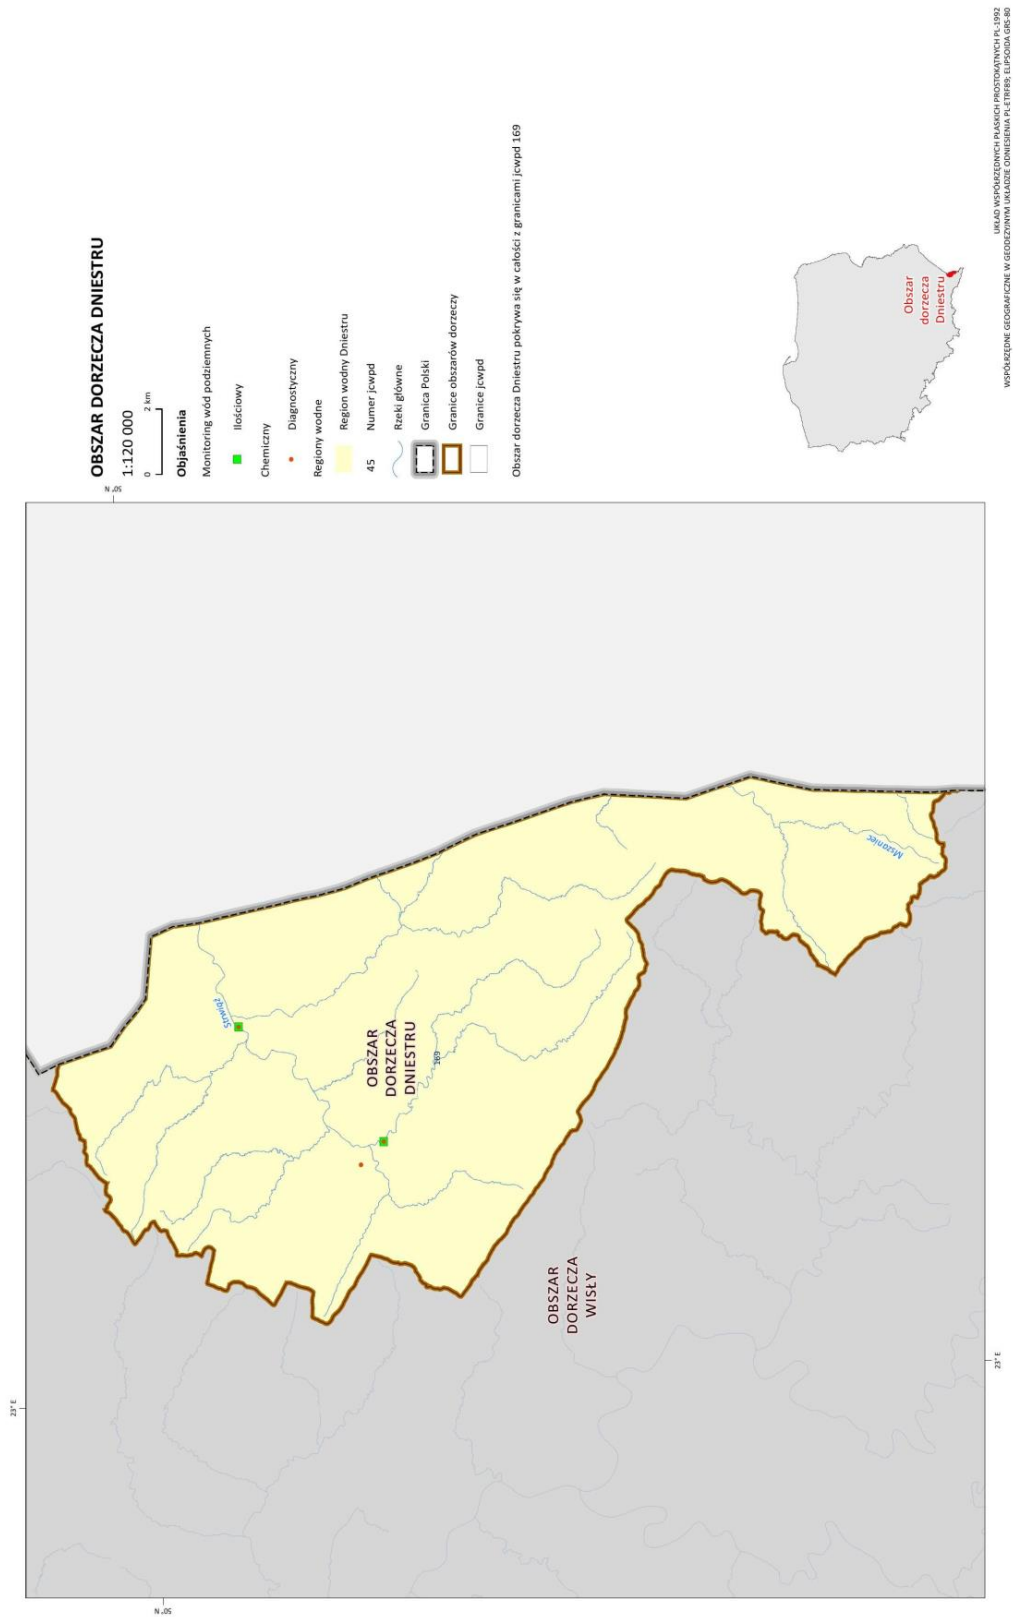 OBSZAR DORZECZA DNIESTRU
1:120 000
0 2 km
Objaśnienia
Monitoring wód podziemnych
Ilościowy
Chemiczny
Diagnostyczny
Regiony wodne
Region wodny Dniestru
45 Numer jcwpd
Rzeki główne
Granica Polski
Granice obszarów dorzeczy
Granice jcwpd
Obszar dorzecza Dniestru pokrywa się w całości z granicami jcwpd 169
Obszar
dorzecza
Dniestru
UKŁAD WSPÓŁRZĘDNYCH PŁASKICH PROSTOKĄTNYCH PL-1992
WSPÓŁRZĘDNE GEOGRAFICZNE W GEODEZYJNYM UKŁADZIE ODNIESIENIA PL-ETRF89; ELIPSOIDA GRS-80
23° E
50° N
Strwiąż
OBSZAR
DORZECZA
DNIESTRU
169
Mszaniec
OBSZAR
DORZECZA
WISŁY
50° N
23° E